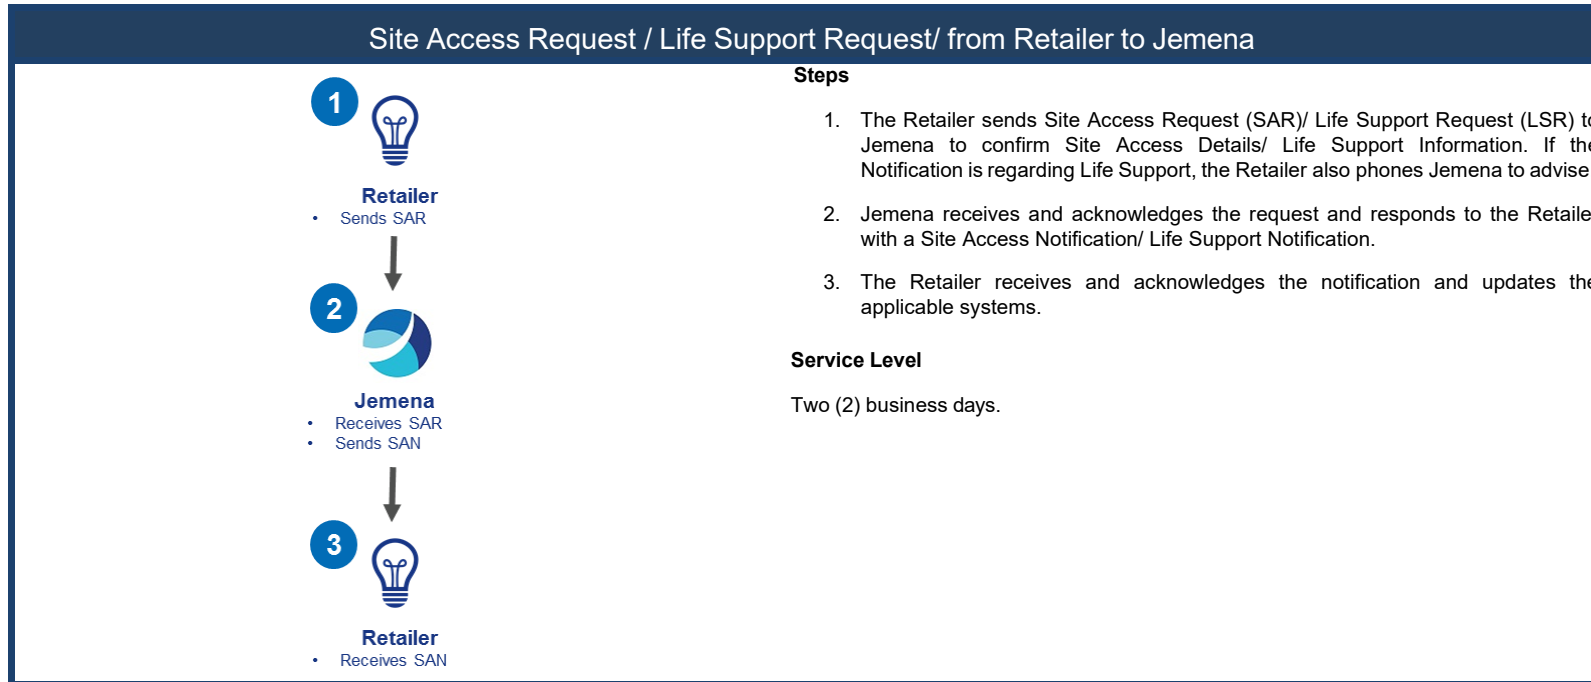 Site Access Request / Life Support Request/ from Retailer to Jemena
1
Retailer
• Sends SAR
2
Jemena
• Receives SAR
• Sends SAN
3
Retailer
• Receives SAN
Steps
1. The Retailer sends Site Access Request (SAR)/ Life Support Request (LSR) to
Jemena to confirm Site Access Details/ Life Support Information. If the
Notification is regarding Life Support, the Retailer also phones Jemena to advise
2. Jemena receives and acknowledges the request and responds to the Retaile
with a Site Access Notification/ Life Support Notification.
3. The Retailer receives and acknowledges the notification and updates the
applicable systems.
Service Level
Two (2) business days.